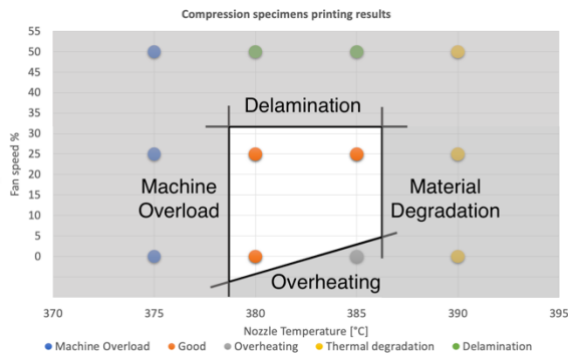 Compression specimens printing results
55
50
45
40
35
30
25
20
15
10
5
0
Fan speed %
Delamination
Machine
Overload
Material
Degradation
Overheating
370 375 380 385 390 395
Nozzle Temperature [°C]
Machine Overload Good Overheating Thermal degradation Delamination